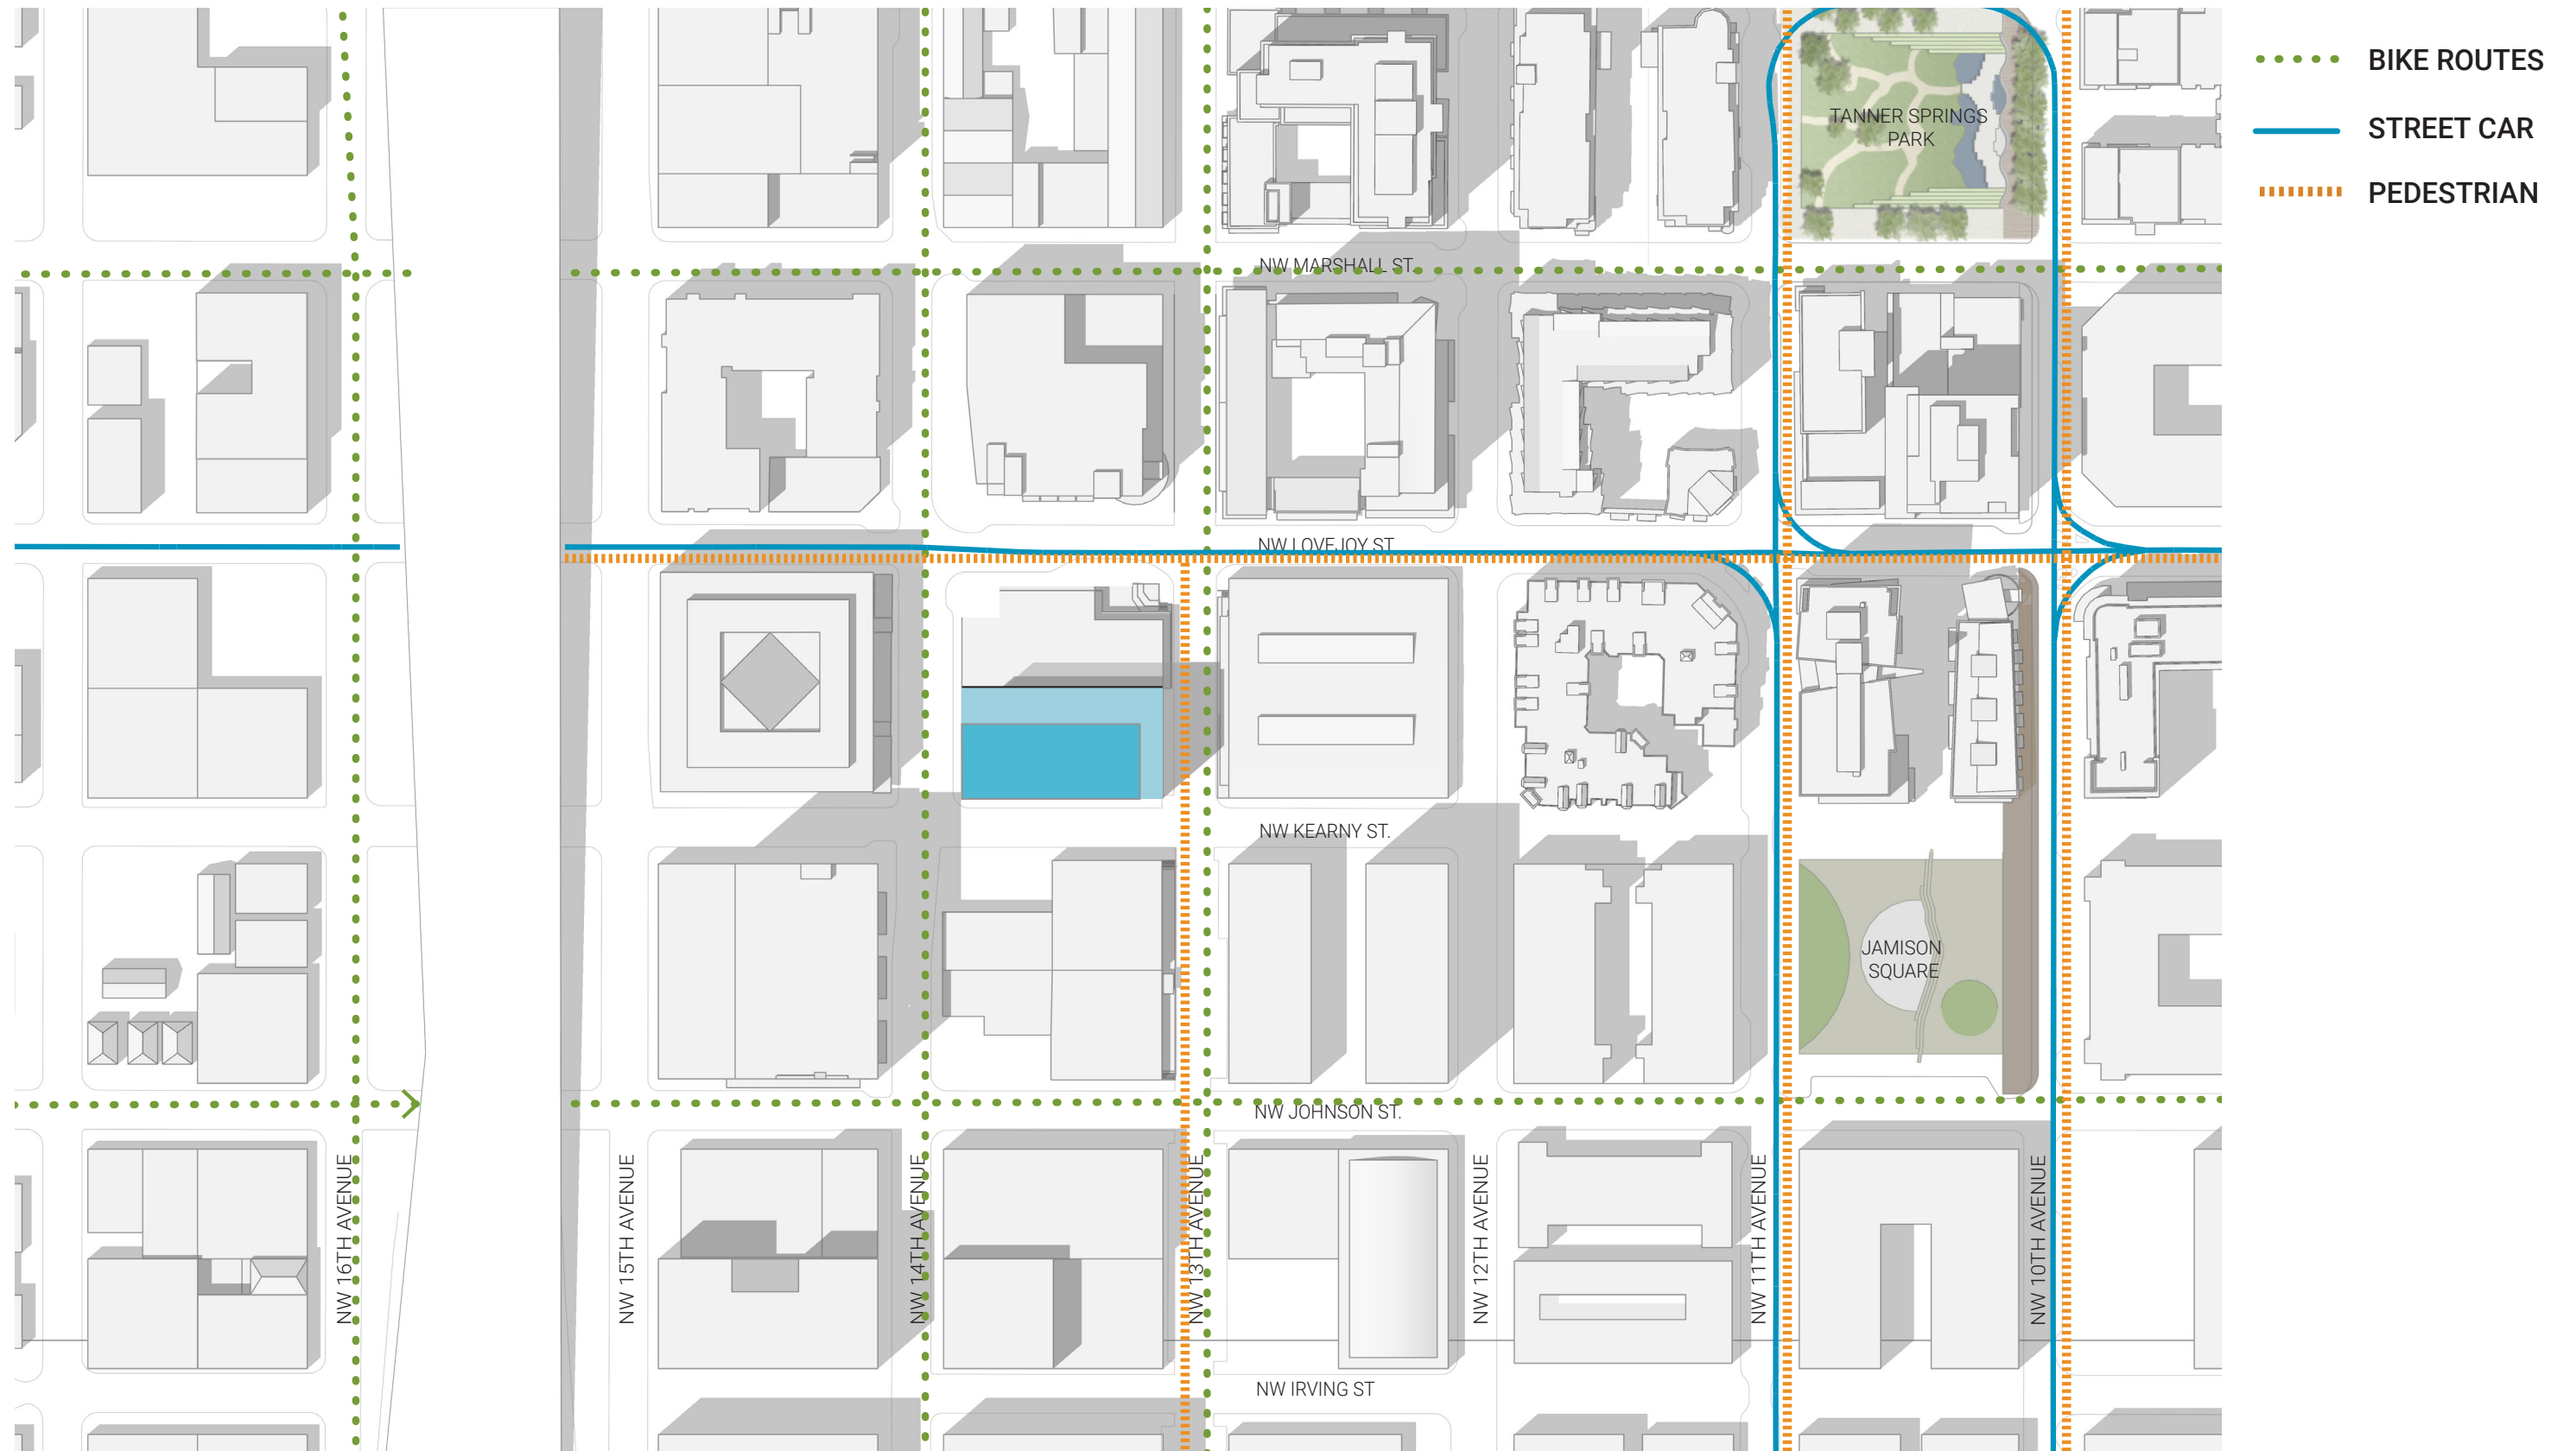 BIKE ROUTES
STREET CAR
PEDESTRIAN
TANNER SPRINGS
PARK
NW MARSHALL ST.
NW LOVEJOY ST
NW KEARNY ST.
JAMISON
SQUARE
NW JOHNSON ST.
NW 16TH AVENUE
NW 15TH AVENUE
NW 14TH AVENUE
NW 13TH AVENUE
NW 12TH AVENUE
NW 11TH AVENUE
NW 10TH AVENUE
NW IRVING ST